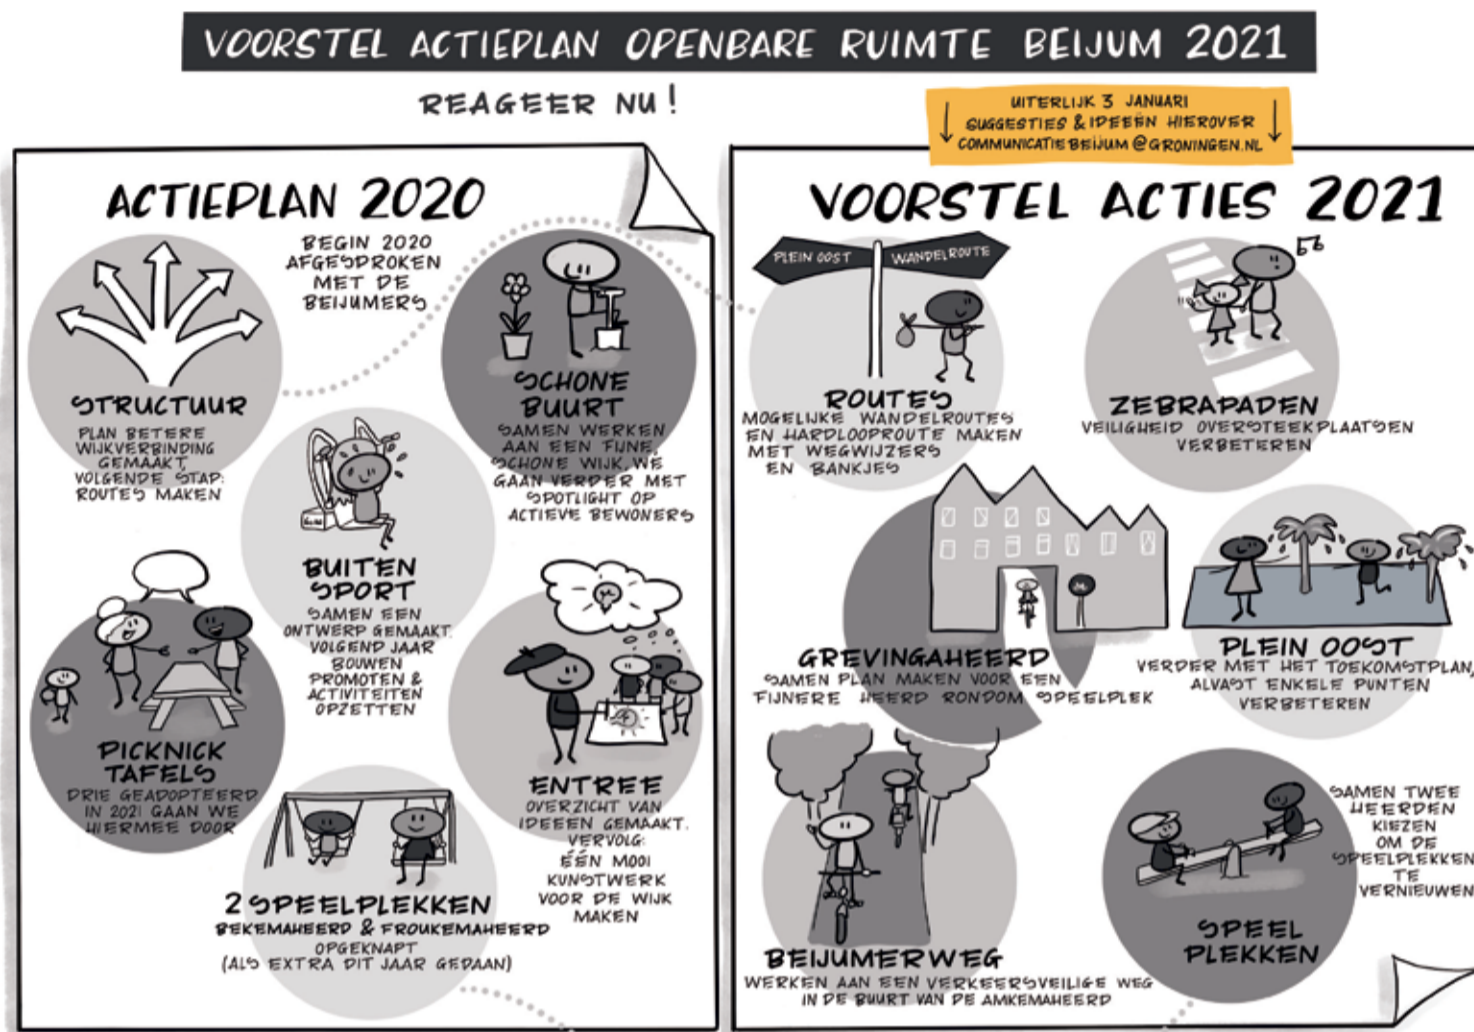 VOORSTEL ACTIEPLAN OPENBARE RUIMTE BEIJUM 2021
REAGEER NU!
UITERLIJK 3 JANUARI
SUGGESTIES & IDEEËN HIEROVER
COMMUNICATIEBEIJUM@GRONINGEN.NL
ACTIEPLAN 2020
BEGIN 2020
AFGESPROKEN
MET DE
BEIJUMERS
STRUCTUUR
PLAN BETERE
WIJKVERBINDING
GEMAAKT,
VOLGENDE STAP:
ROUTES MAKEN
SCHONE
BUURT
SAMEN WERKEN
AAN EEN FIJNE,
SCHONE WIJK. WE
GAAN VERDER MET
SPOTLIGHT OP
ACTIEVE BEWONERS
BUITEN
SPORT
SAMEN EEN
ONTWERP GEMAAKT.
VOLGEND JAAR
BOUWEN
PROMOTEN &
ACTIVITEITEN
OPZETTEN
PICKNICK
TAFELS
DRIE GEADOPTEERD
IN 2021 GAAN WE
HIERMEE DOOR
ENTREE
OVERZICHT VAN
IDEEËN GEMAAKT.
VERVOLG:
ÉÉN MOOI
KUNSTWERK
VOOR DE WIJK
MAKEN
2 SPEELPLEKKEN
BEKEMAHEERD & FROUKEMAHEERD
OPGEKNAPT
(ALS EXTRA DIT JAAR GEDAAN)
VOORSTEL ACTIES 2021
PLEIN OOST
WANDELROUTE
ROUTES
MOGELIJKE WANDELROUTES
EN HARDLOOPROUTE MAKEN
MET WEGWIJZERS
EN BANKJES
ZEBRAPADEN
VEILIGHEID OVERSTEEKPLAATSEN
VERBETEREN
GREVINGAHEERD
SAMEN PLAN MAKEN VOOR EEN
FIJNERE HEERD RONDOM SPEELPLEK
PLEIN OOST
VERDER MET HET TOEKOMSTPLAN,
ALVAST ENKELE PUNTEN
VERBETEREN
BEIJUMERWEG
WERKEN AAN EEN VERKEERSVEILIGE WEG
IN DE BUURT VAN DE AMKEMAHEERD
SPEEL
PLEKKEN
SAMEN TWEE
HEERDEN
KIEZEN
OM DE
SPEELPLEKKEN
TE
VERNIEUWEN